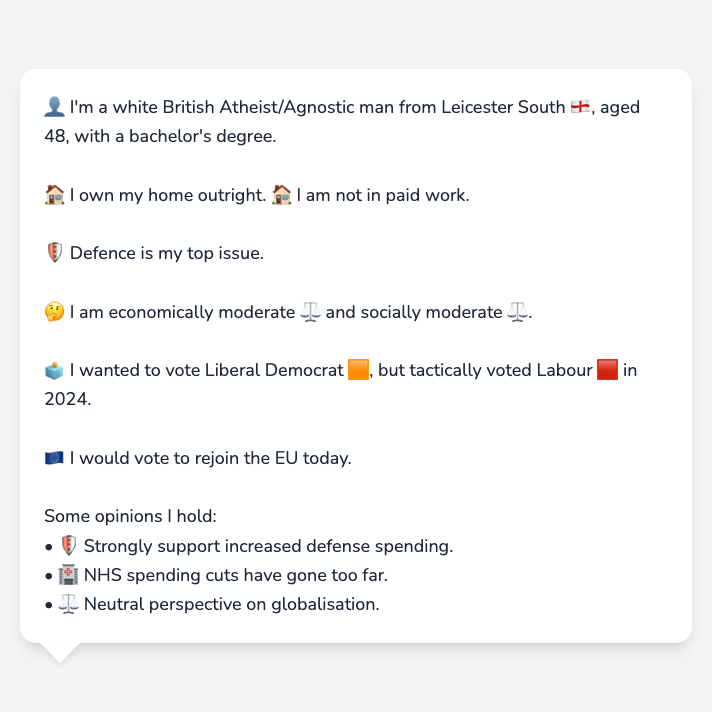 👤 I'm a white British Atheist/Agnostic man from Leicester South 🏴󠁧󠁢󠁥󠁮󠁧󠁿, aged
48, with a bachelor's degree.
🏠 I own my home outright. 🏠 I am not in paid work.
🛡️ Defence is my top issue.
🤔 I am economically moderate ⚖️ and socially moderate ⚖️.
🗳️ I wanted to vote Liberal Democrat 🟧, but tactically voted Labour 🟥 in
2024.
🇪🇺 I would vote to rejoin the EU today.
Some opinions I hold:
• 🛡️ Strongly support increased defense spending.
• 🏥 NHS spending cuts have gone too far.
• ⚖️ Neutral perspective on globalisation.